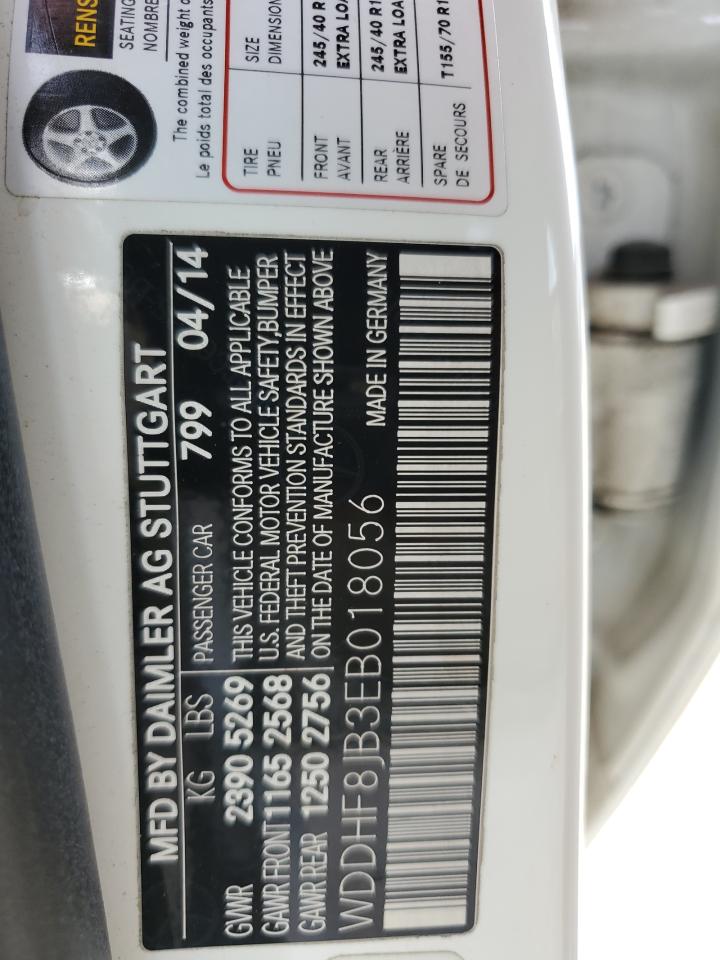 RENS
SEATING
NOMBRE
The combined weight o
Le poids total des occupants
TIRE SIZE
PNEU DIMENSION
FRONT 245/40 R1
AVANT EXTRA LOA
REAR 245/40 R1
ARRIÈRE EXTRA LOA
SPARE T155/70 R1
DE SECOURS
MFD BY DAIMLER AG STUTTGART
KG LBS PASSENGER CAR 799 04/14
GVWR 2390 5269 THIS VEHICLE CONFORMS TO ALL APPLICABLE
GAWR FRONT 1165 2568 U.S. FEDERAL MOTOR VEHICLE SAFETY,BUMPER
GAWR REAR 1250 2756 AND THEFT PREVENTION STANDARDS IN EFFECT
ON THE DATE OF MANUFACTURE SHOWN ABOVE
WDDHF8JB3EB018056 MADE IN GERMANY